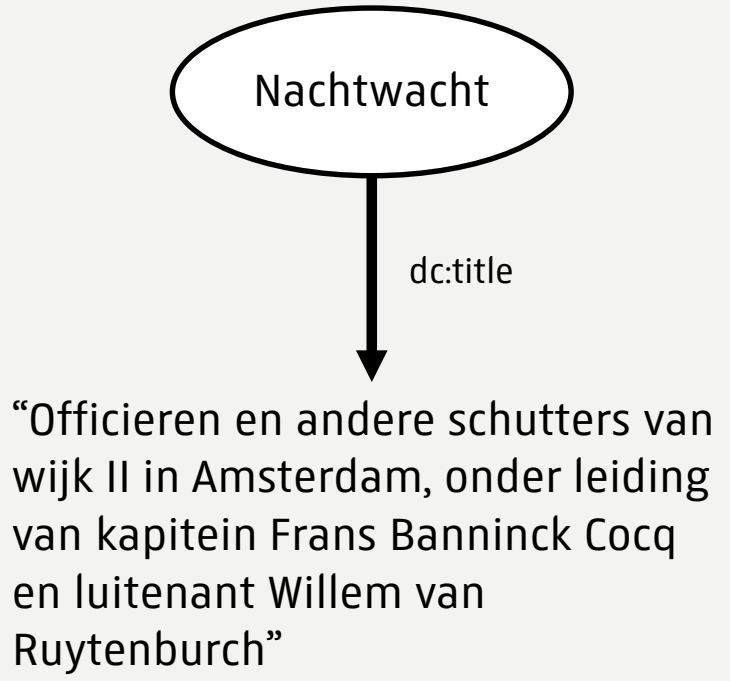 Nachtwacht
dc:title
“Officieren en andere schutters van
wijk II in Amsterdam, onder leiding
van kapitein Frans Banninck Cocq
en luitenant Willem van
Ruytenburch”